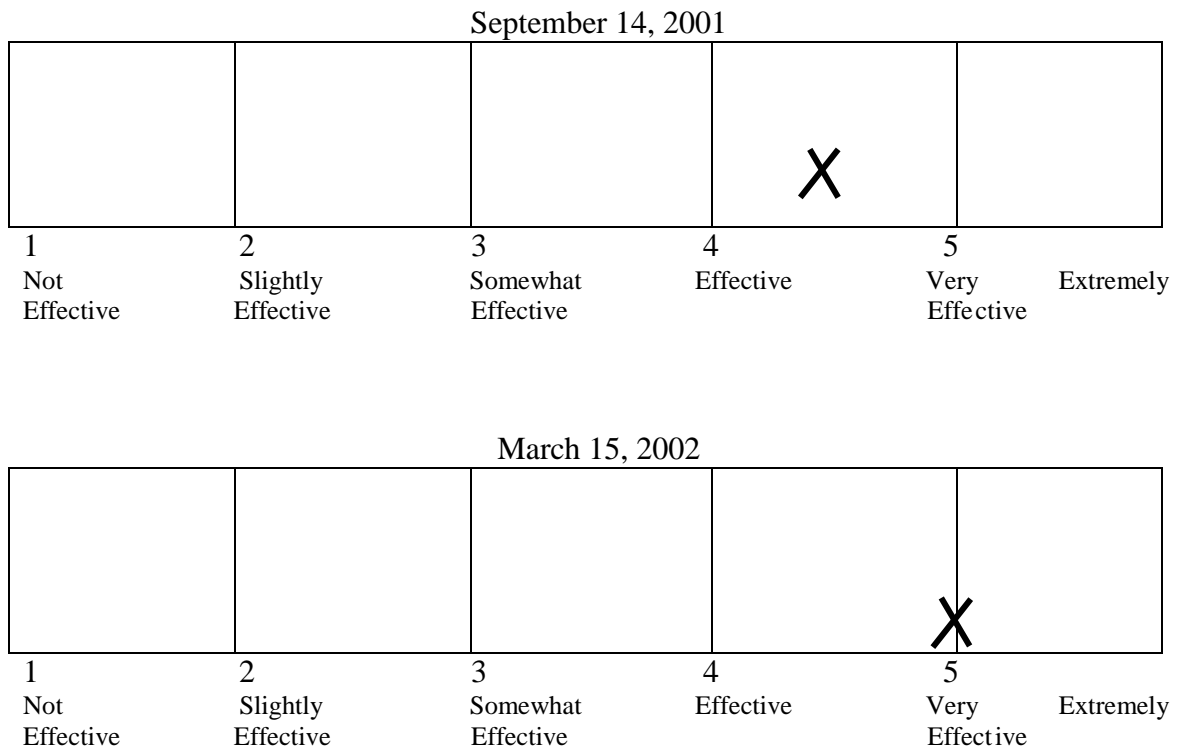 September 14, 2001
X
1 2 3 4 5
Not Slightly Somewhat Effective Very Extremely
Effective Effective Effective Effective
March 15, 2002
X
1 2 3 4 5
Not Slightly Somewhat Effective Very Extremely
Effective Effective Effective Effective